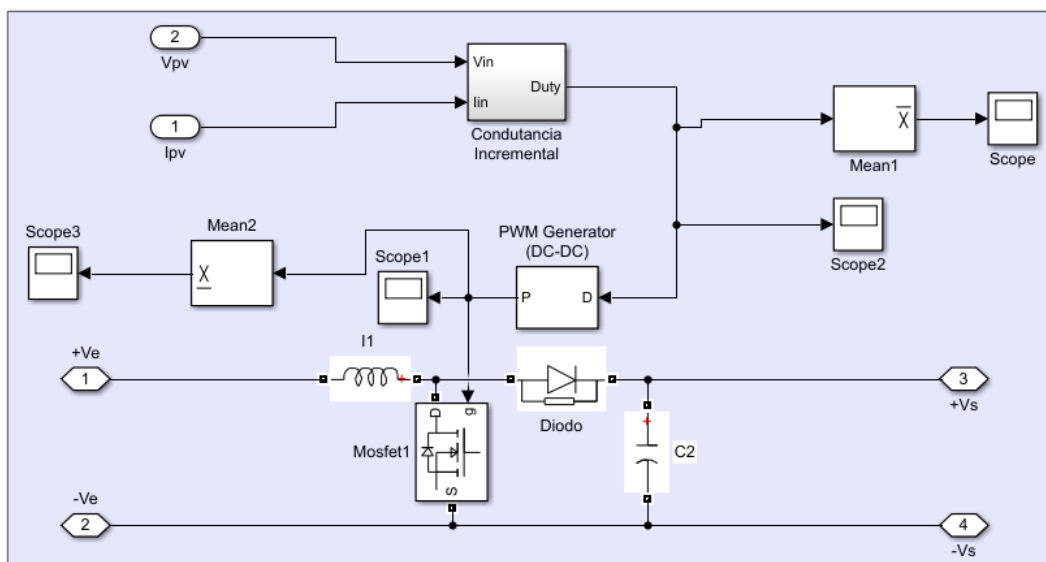 2
Vpv
1
Ipv
Vin
Iin
Duty
Condutancia
Incremental
X
Mean1
Scope
Scope2
Scope3
Mean2
X
Scope1
PWM Generator
(DC-DC)
P
D
l1
+Ve
1
D
g
S
Mosfet1
Diodo
C2
3
+Vs
-Ve
2
4
-Vs